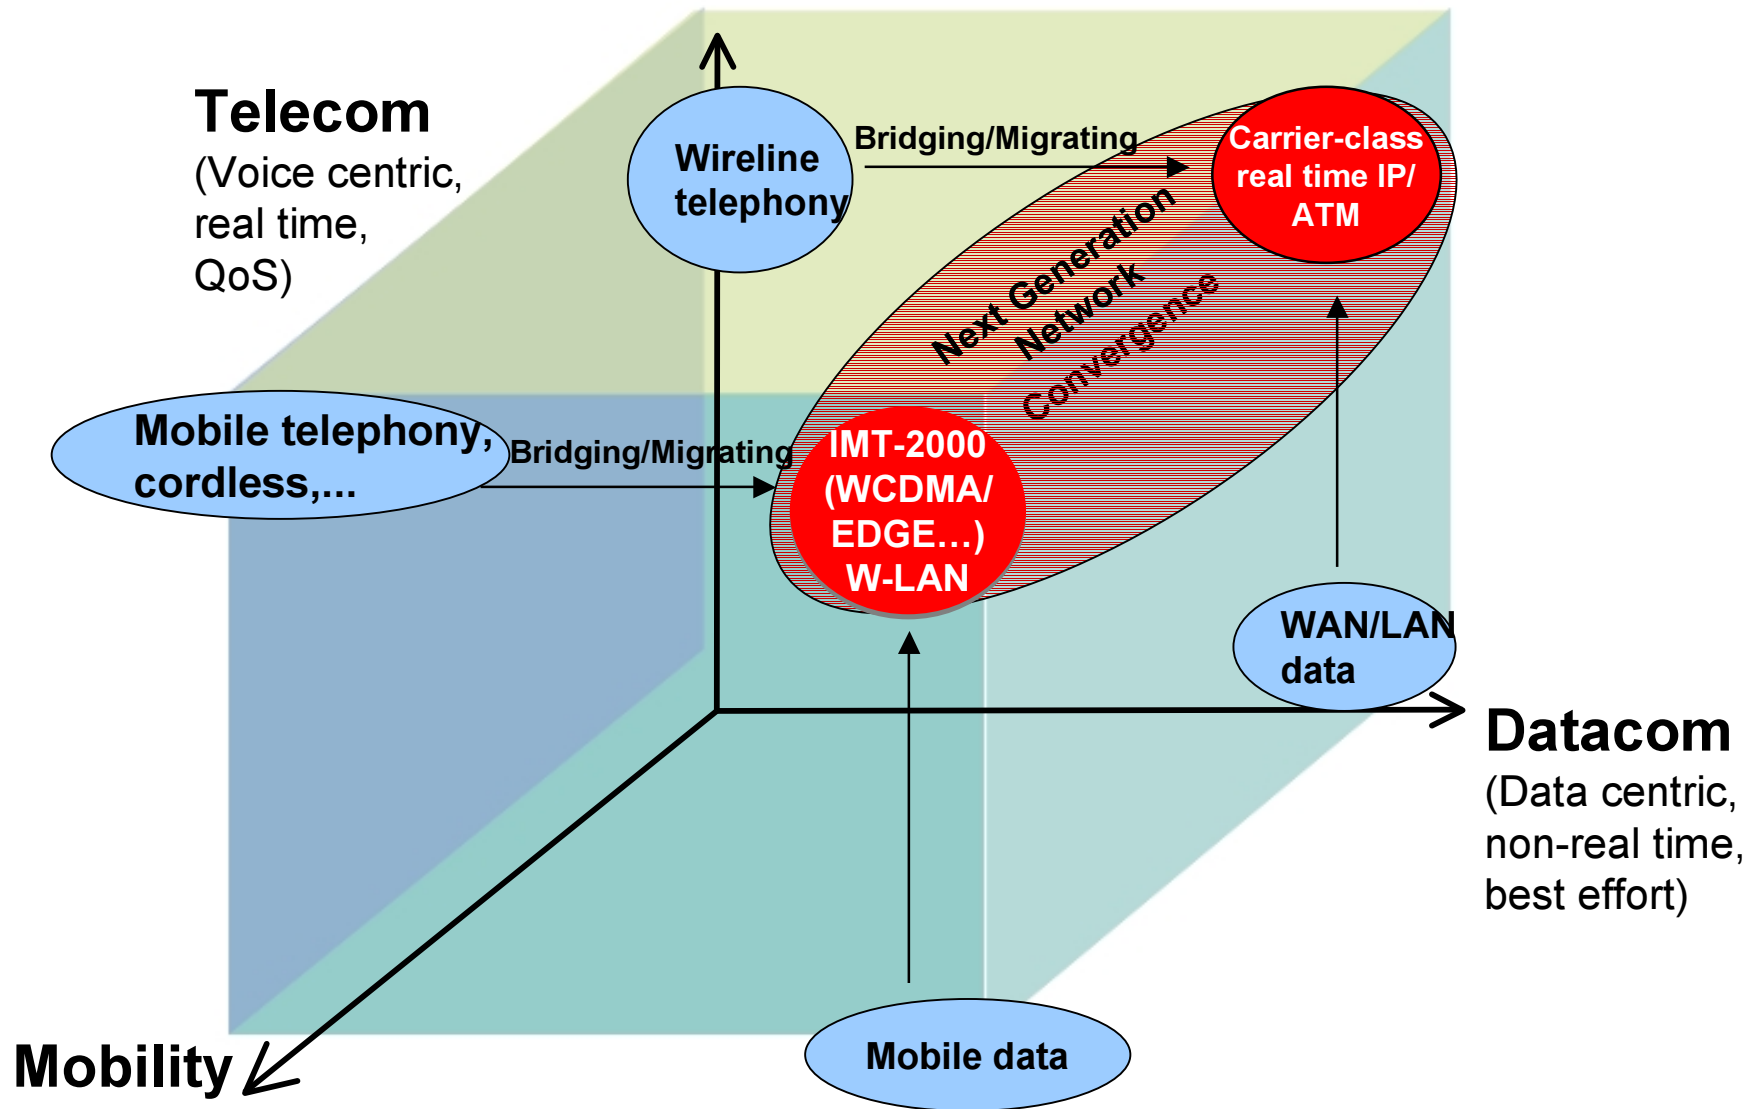 Telecom
(Voice centric,
real time,
QoS)
Wireline
telephony
Bridging/Migrating
Carrier-class
real time IP/
ATM
Next Generation
Network
Convergence
Mobile telephony,
cordless,...
Bridging/Migrating
IMT-2000
(WCDMA/
EDGE…)
W-LAN
WAN/LAN
data
Datacom
(Data centric,
non-real time,
best effort)
Mobility
Mobile data